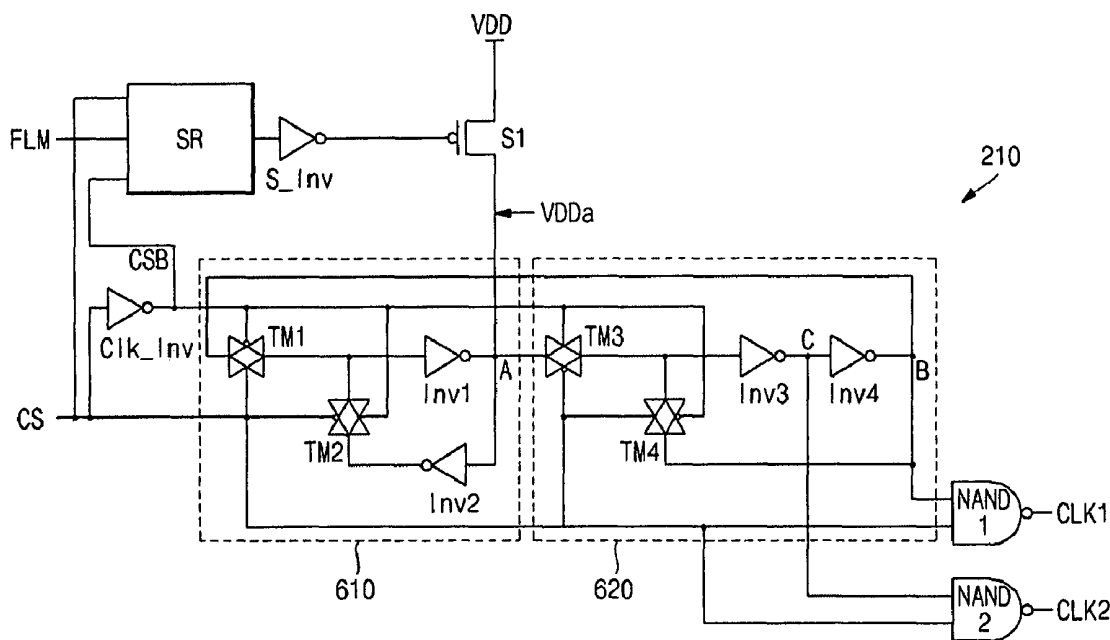 VDD
FLM
SR
S_Inv
S1
210
VDDa
CSB
Clk_Inv
TM1
TM3
Inv1
A
Inv3
C
Inv4
B
CS
TM2
TM4
Inv2
NAND
1
CLK1
610
620
NAND
2
CLK2